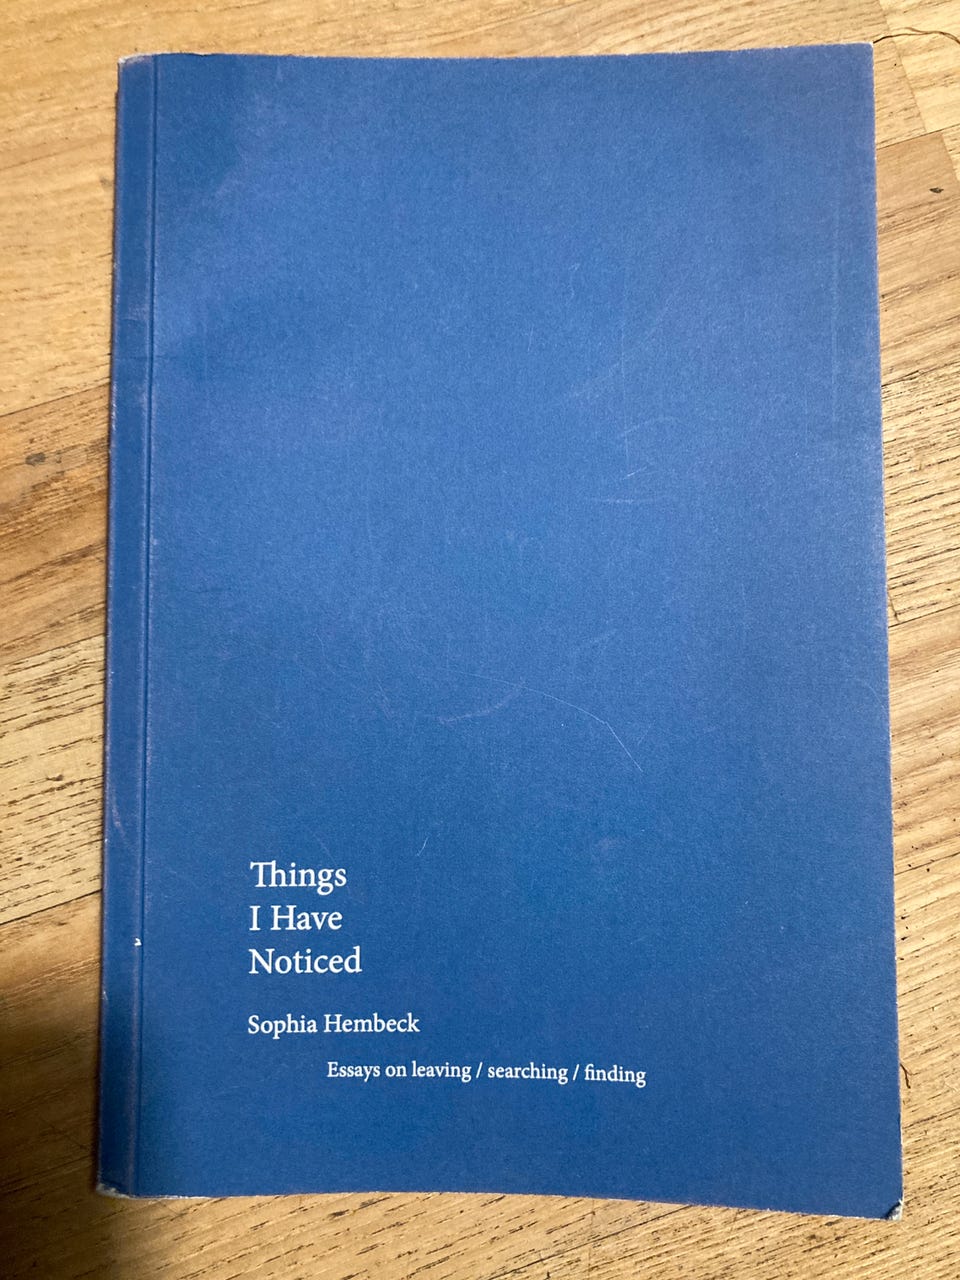 Things
I Have
Noticed
Sophia Hembeck
Essays on leaving / searching / finding